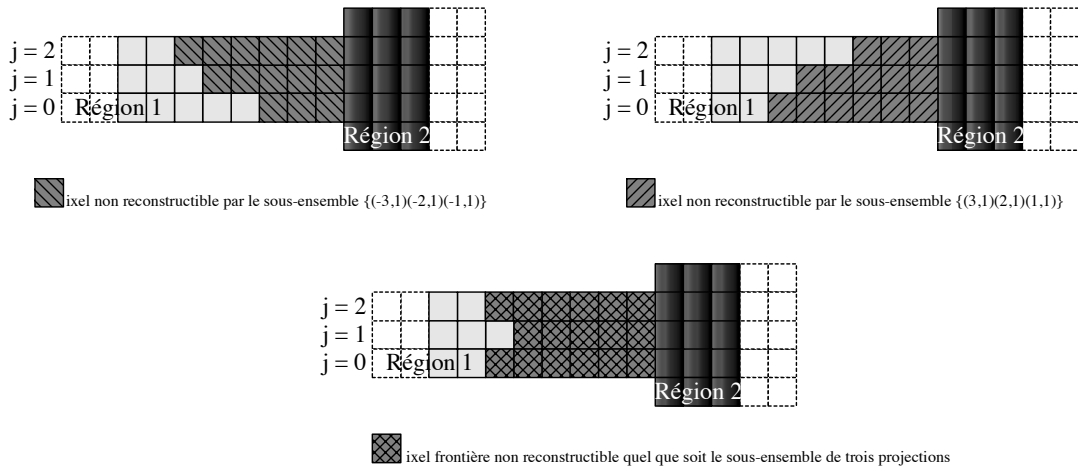 j = 2
j = 1
j = 0
Région 1
Région 2
ixel non reconstructible par le sous-ensemble {(-3,1)(-2,1)(-1,1)}
j = 2
j = 1
j = 0
Région 1
Région 2
ixel non reconstructible par le sous-ensemble {(3,1)(2,1)(1,1)}
j = 2
j = 1
j = 0
Région 1
Région 2
ixel frontière non reconstructible quel que soit le sous-ensemble de trois projections